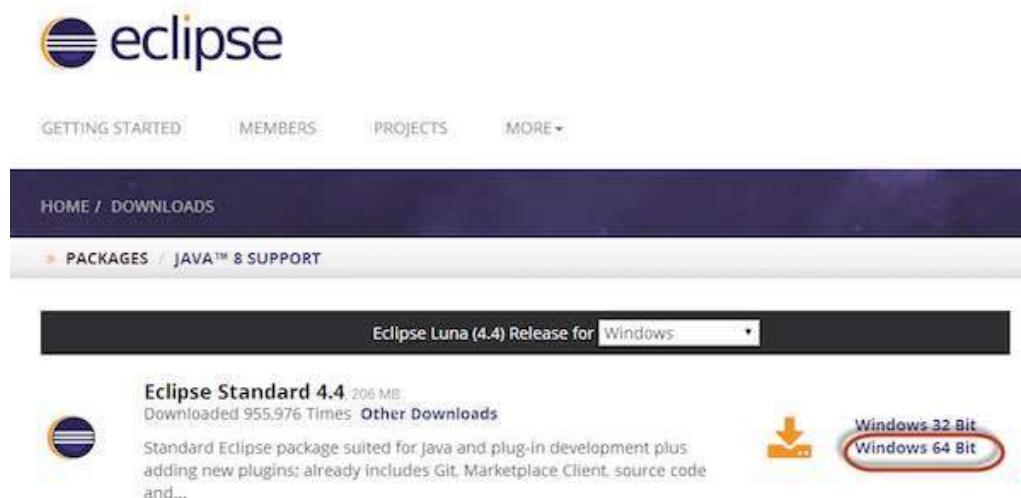 eclipse
GETTING STARTED MEMBERS PROJECTS MORE
HOME / DOWNLOADS
» PACKAGES / JAVA™ 8 SUPPORT
Eclipse Luna (4.4) Release for Windows
Eclipse Standard 4.4, 206 MB
Downloaded 955,976 Times Other Downloads
Standard Eclipse package suited for Java and plug-in development plus
adding new plugins; already includes Git, Marketplace Client, source code
and...
Windows 32 Bit
Windows 64 Bit